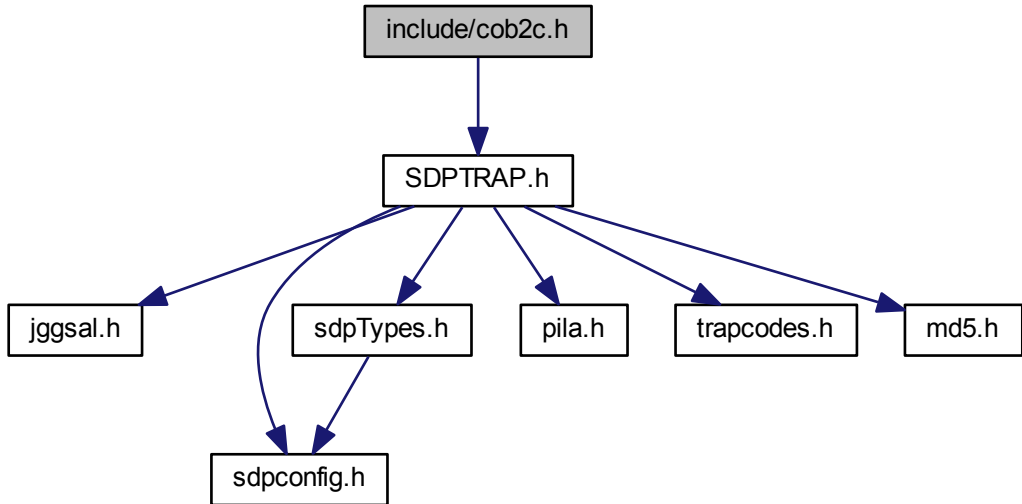 include/cob2c.h
SDPTRAP.h
jggsal.h
sdpTypes.h
pila.h
trapcodes.h
md5.h
sdpconfig.h